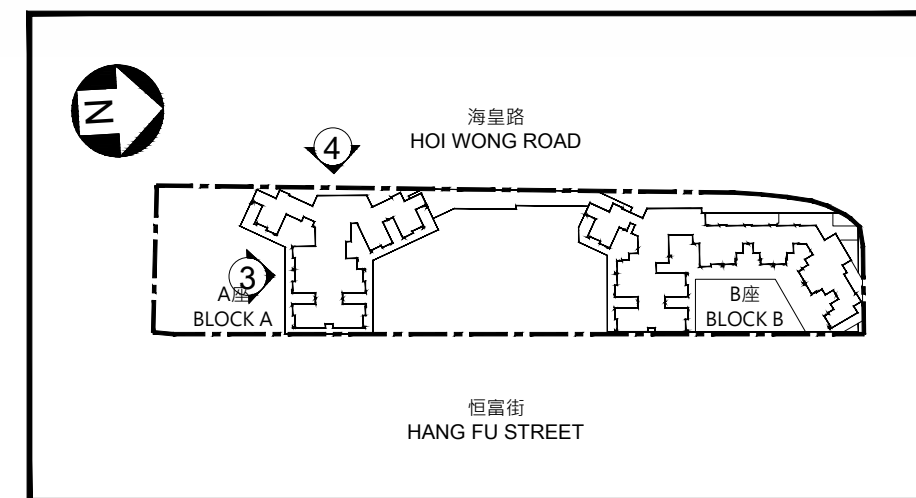 N
海皇路
HOI WONG ROAD
4
3
A座
BLOCK A
B座
BLOCK B
恒富街
HANG FU STREET